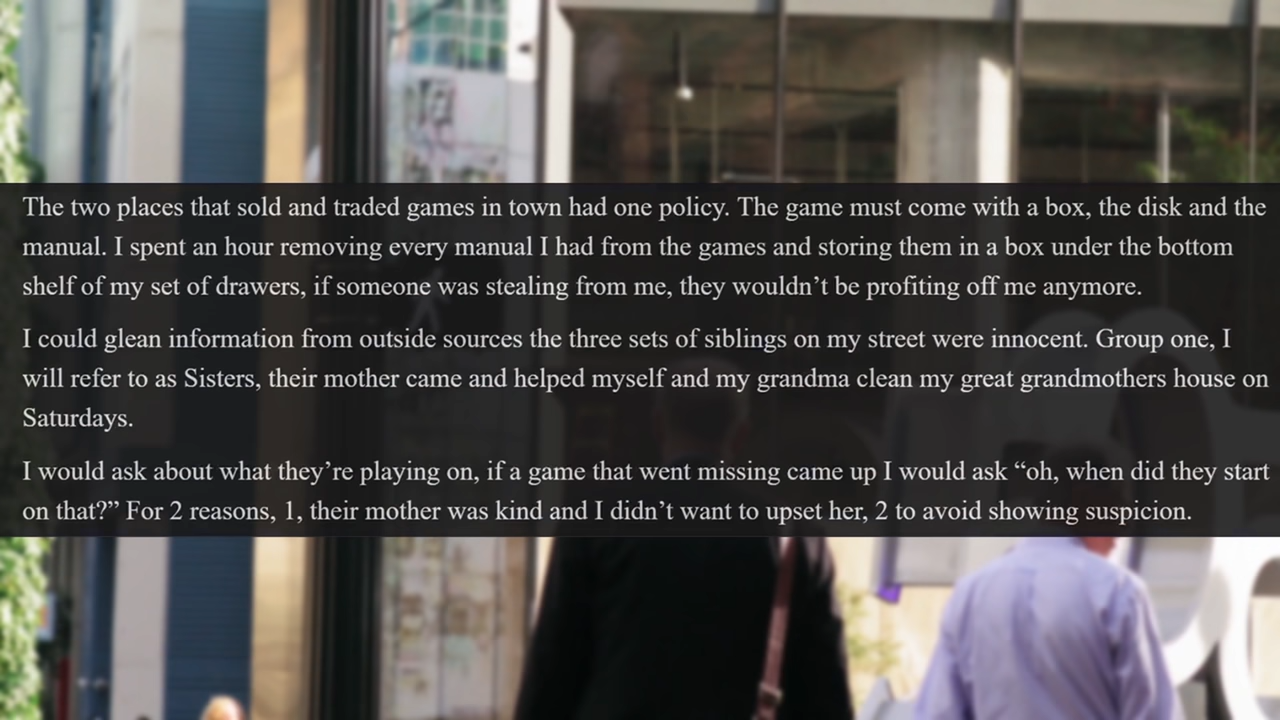 The two places that sold and traded games in town had one policy. The game must come with a box, the disk and the
manual. I spent an hour removing every manual I had from the games and storing them in a box under the bottom
shelf of my set of drawers, if someone was stealing from me, they wouldn’t be profiting off me anymore.
I could glean information from outside sources the three sets of siblings on my street were innocent. Group one, I
will refer to as Sisters, their mother came and helped myself and my grandma clean my great grandmothers house on
Saturdays.
I would ask about what they’re playing on, if a game that went missing came up I would ask “oh, when did they start
on that?” For 2 reasons, 1, their mother was kind and I didn’t want to upset her, 2 to avoid showing suspicion.